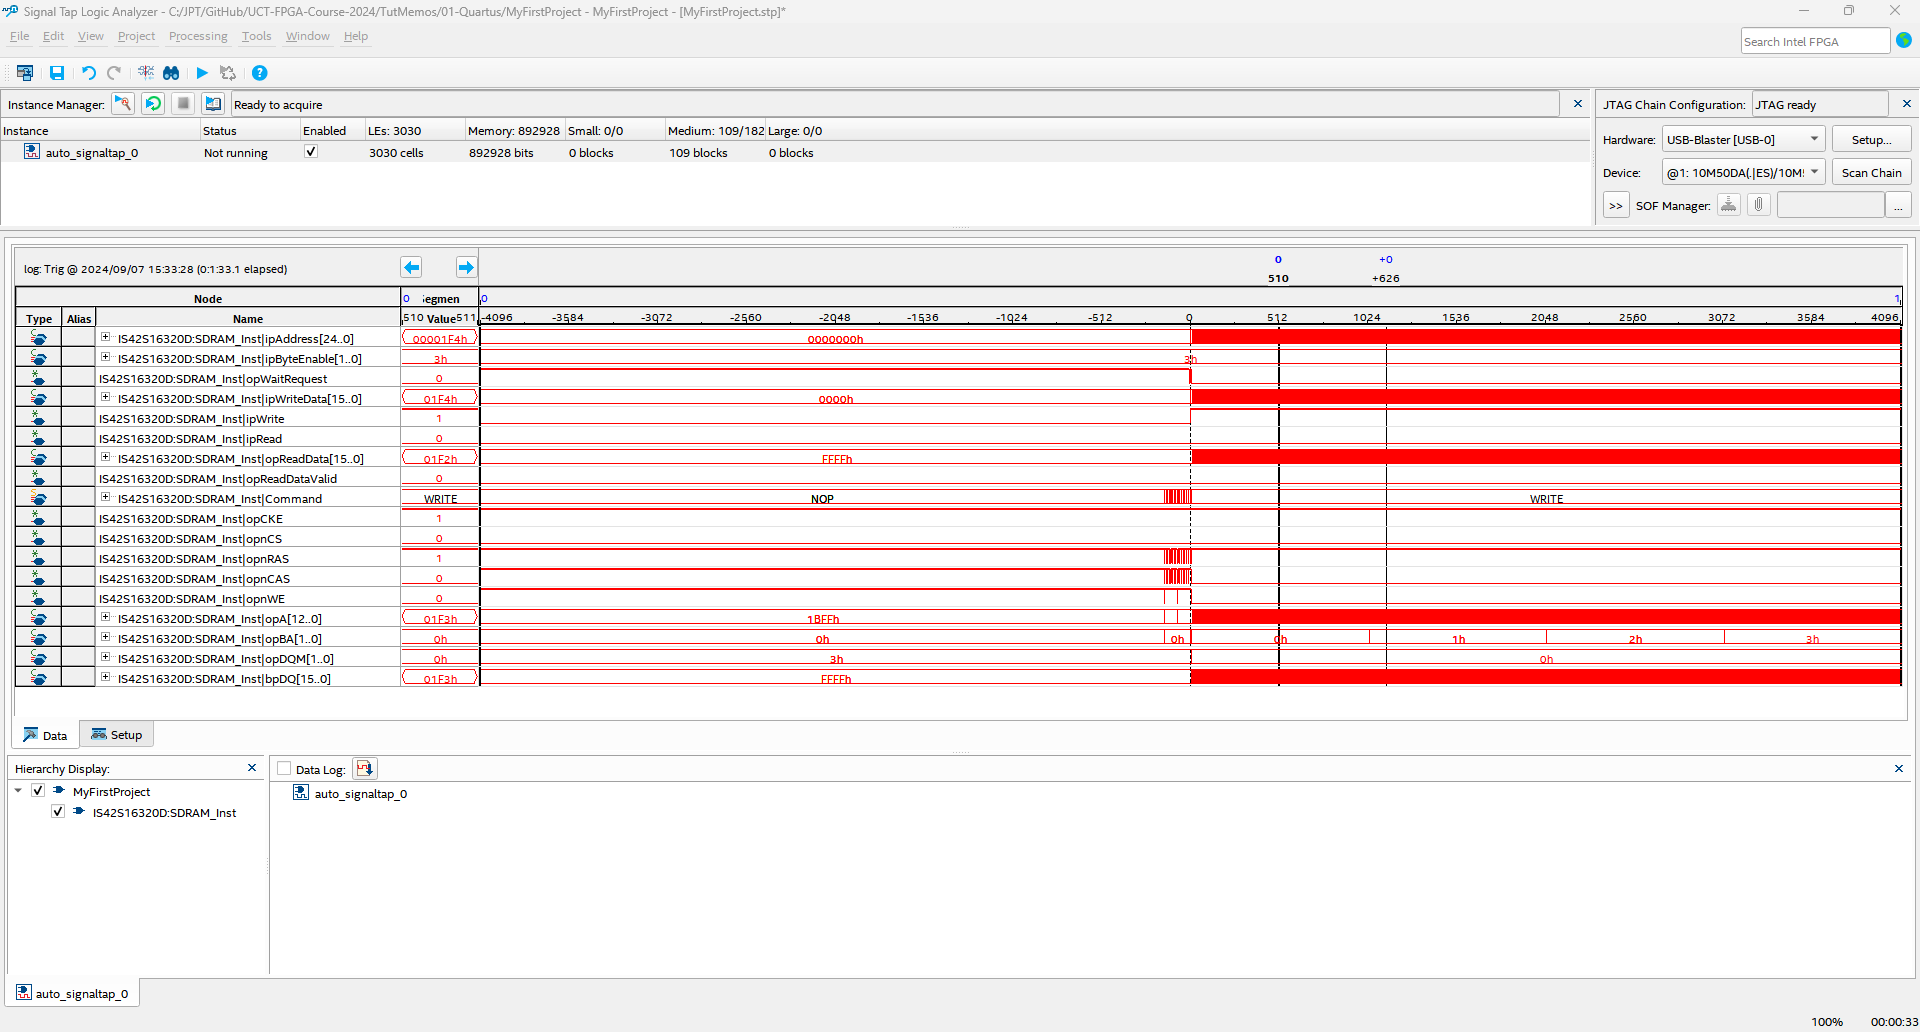 Signal Tap Logic Analyzer - C:/JPT/GitHub/UCT-FPGA-Course-2024/TutMemos/01-Quartus/MyFirstProject - MyFirstProject - [MyFirstProject.stp]*
File Edit View Project Processing Tools Window Help
Search Intel FPGA
Instance Manager: Ready to acquire
JTAG Chain Configuration: JTAG ready
Instance Status Enabled LEs: 3030 Memory: 892928 Small: 0/0 Medium: 109/182 Large: 0/0
auto_signaltap_0 Not running 3030 cells 892928 bits 0 blocks 109 blocks 0 blocks
Hardware: USB-Blaster [USB-0] Setup...
Device: @1: 10M50DA(.|ES)/10M! Scan Chain
>> SOF Manager: ...
log: Trig @ 2024/09/07 15:33:28 (0:1:33.1 elapsed)
0 +0
510 +626
Node 0 egmen 0 1
Type Alias Name 510 Value 511 -4096 -3584 -3072 -2560 -2048 -1536 -1024 -512 0 512 1024 1536 2048 2560 3072 3584 4096
IS42S16320D:SDRAM_Inst|ipAddress[24..0] 00001F4h 0000000h
IS42S16320D:SDRAM_Inst|ipByteEnable[1..0] 3h 3h
IS42S16320D:SDRAM_Inst|opWaitRequest 0
IS42S16320D:SDRAM_Inst|ipWriteData[15..0] 01F4h 0000h
IS42S16320D:SDRAM_Inst|ipWrite 1
IS42S16320D:SDRAM_Inst|ipRead 0
IS42S16320D:SDRAM_Inst|opReadData[15..0] 01F2h FFFFh
IS42S16320D:SDRAM_Inst|opReadDataValid 0
IS42S16320D:SDRAM_Inst|Command WRITE NOP WRITE
IS42S16320D:SDRAM_Inst|opCKE 1
IS42S16320D:SDRAM_Inst|opnCS 0
IS42S16320D:SDRAM_Inst|opnRAS 1
IS42S16320D:SDRAM_Inst|opnCAS 0
IS42S16320D:SDRAM_Inst|opnWE 0
IS42S16320D:SDRAM_Inst|opA[12..0] 01F3h 1BFFh
IS42S16320D:SDRAM_Inst|opBA[1..0] 0h 0h 0h 0h 1h 2h 3h
IS42S16320D:SDRAM_Inst|opDQM[1..0] 0h 3h 0h
IS42S16320D:SDRAM_Inst|bpDQ[15..0] 01F3h FFFFh
Data Setup
Hierarchy Display:
MyFirstProject
IS42S16320D:SDRAM_Inst
Data Log:
auto_signaltap_0
auto_signaltap_0
100% 00:00:33